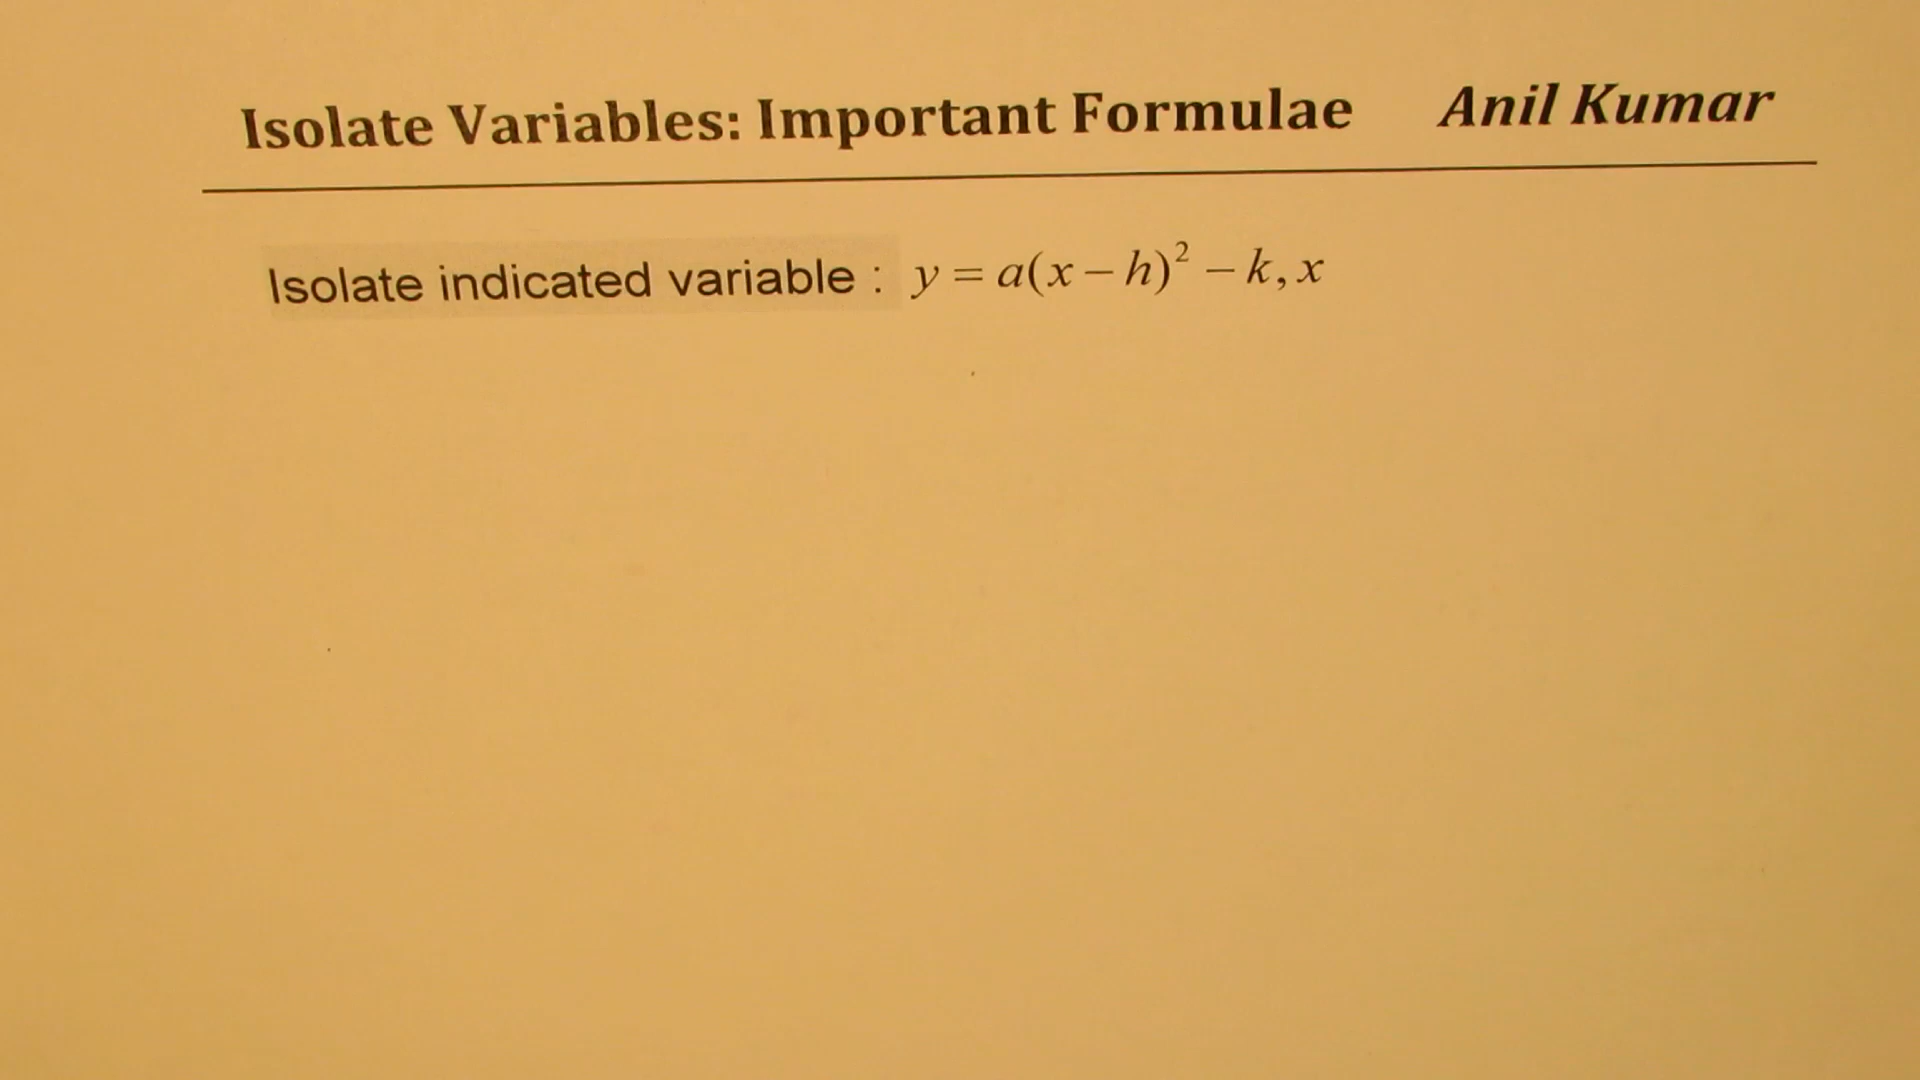 Isolate Variables: Important Formulae Anil Kumar
Isolate indicated variable : y = a(x − h)² − k, x